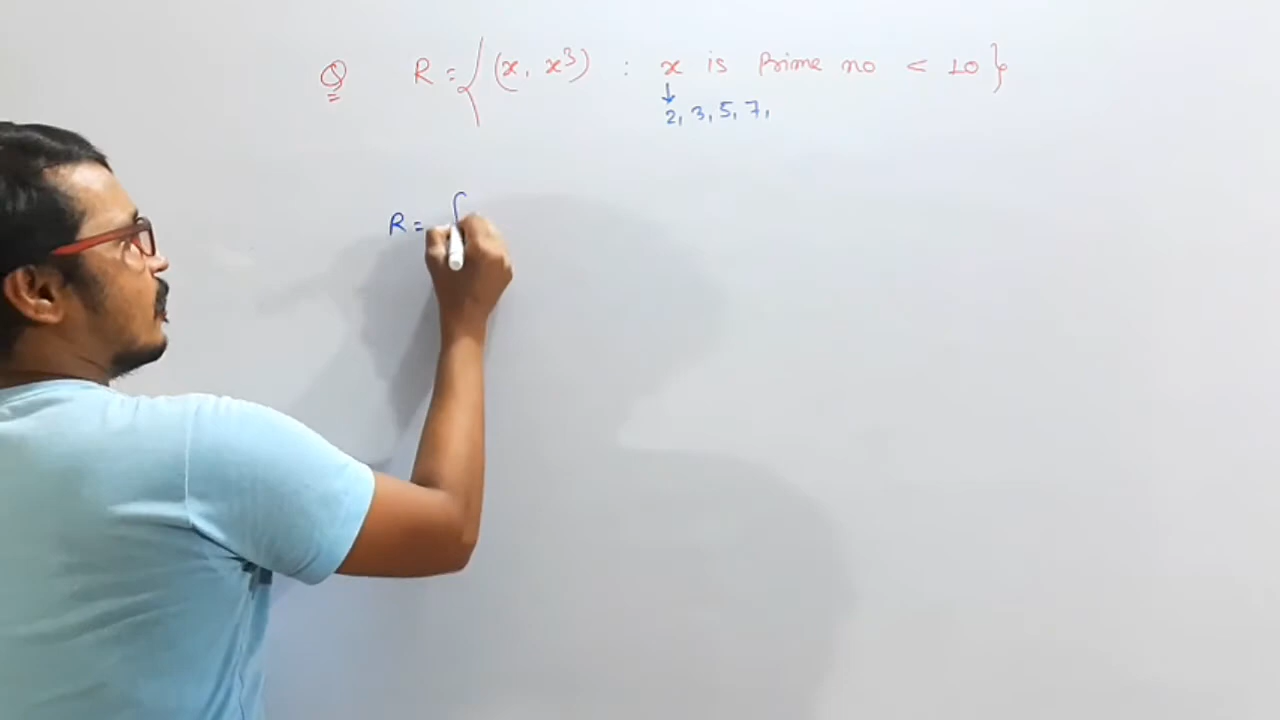 Q R = { (x, x³) : x is Prime no < 10 }
↓
2, 3, 5, 7,
R = {